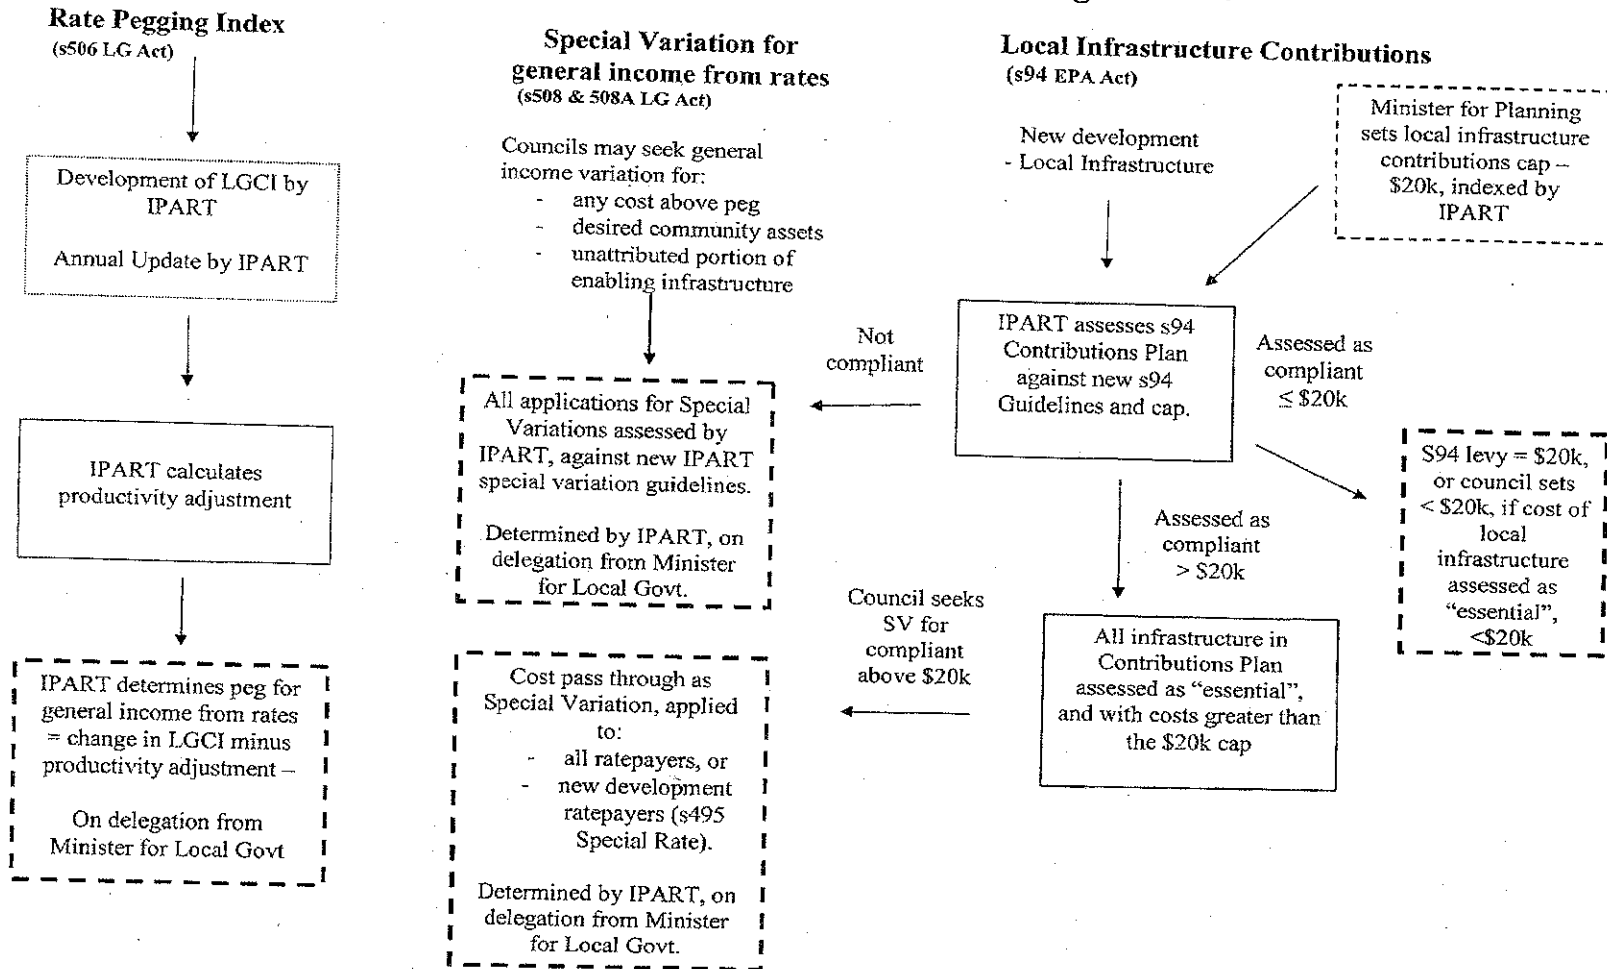 Rate Pegging Index
(s506 LG Act)
Development of LGCI by
IPART
Annual Update by IPART
IPART calculates
productivity adjustment
IPART determines peg for
general income from rates
= change in LGCI minus
productivity adjustment –
On delegation from
Minister for Local Govt
Special Variation for
general income from rates
(s508 & 508A LG Act)
Councils may seek general
income variation for:
- any cost above peg
- desired community assets
- unattributed portion of
enabling infrastructure
All applications for Special
Variations assessed by
IPART, against new IPART
special variation guidelines.
Determined by IPART, on
delegation from Minister
for Local Govt.
Cost pass through as
Special Variation, applied
to:
- all ratepayers, or
- new development
ratepayers (s495
Special Rate).
Determined by IPART, on
delegation from Minister
for Local Govt.
Local Infrastructure Contributions
(s94 EPA Act)
New development
- Local Infrastructure
Minister for Planning
sets local infrastructure
contributions cap –
$20k, indexed by
IPART
IPART assesses s94
Contributions Plan
against new s94
Guidelines and cap.
Not
compliant
Assessed as
compliant
≤ $20k
S94 levy = $20k,
or council sets
< $20k, if cost of
local
infrastructure
assessed as
“essential”,
<$20k
Assessed as
compliant
> $20k
Council seeks
SV for
compliant
above $20k
All infrastructure in
Contributions Plan
assessed as “essential”,
and with costs greater than
the $20k cap